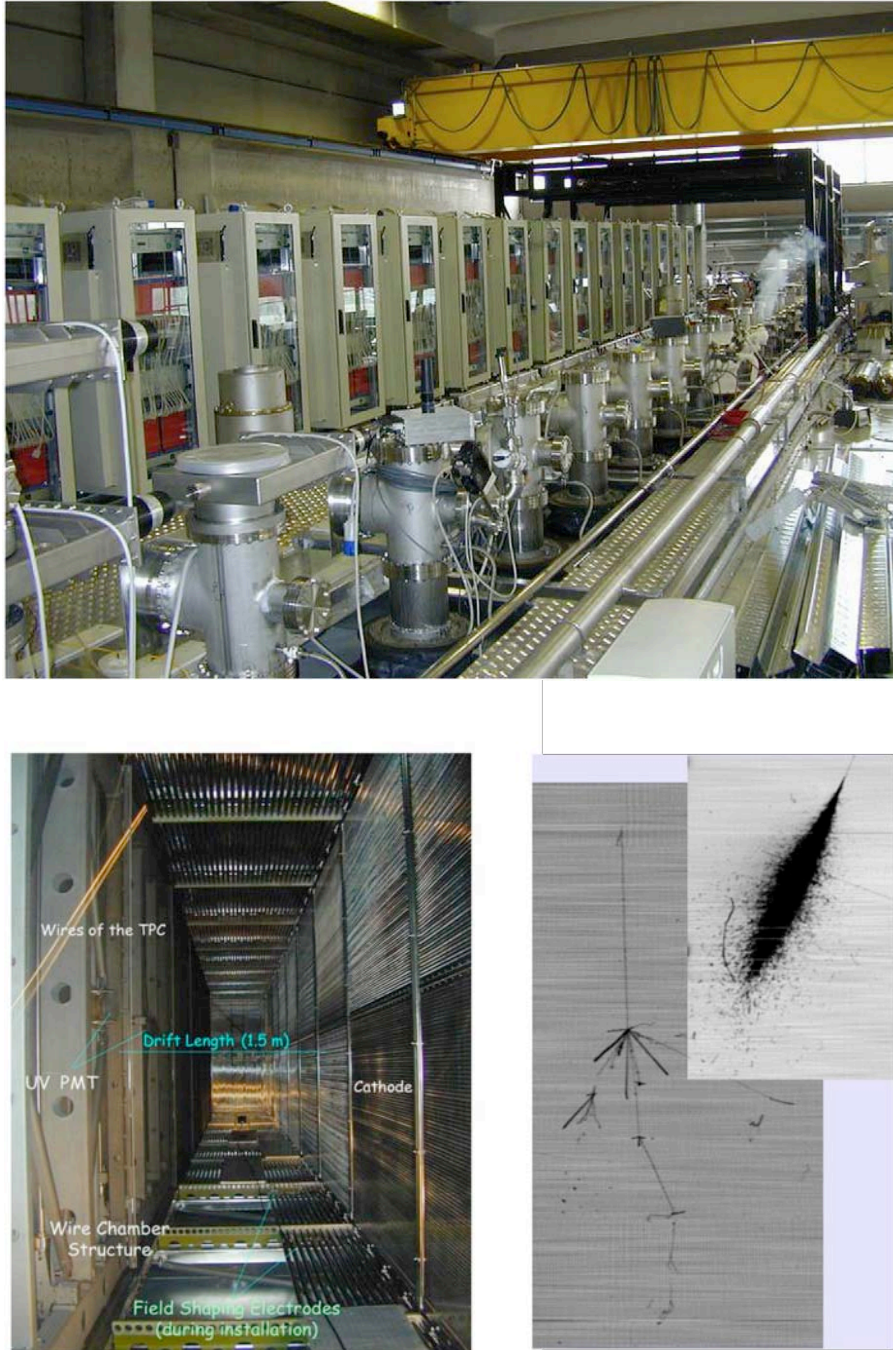 Wires of the TPC
Drift Length (1.5 m)
UV PMT
Cathode
Wire Chamber
Structure
Field Shaping Electrodes
(during installation)